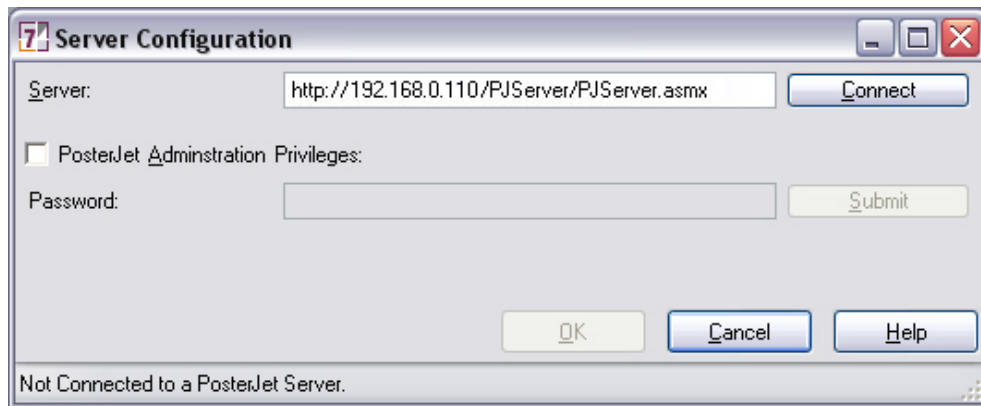 7 Server Configuration
Server: http://192.168.0.110/PJServer/PJServer.asmx Connect
PosterJet Adminstration Privileges:
Password: Submit
OK Cancel Help
Not Connected to a PosterJet Server.